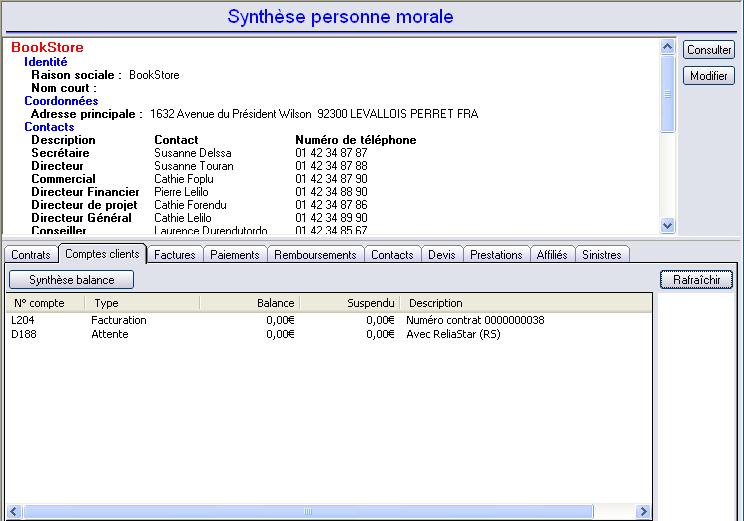 Synthèse personne morale
BookStore
Identité
Raison sociale : BookStore
Nom court :
Coordonnées
Adresse principale : 1632 Avenue du Président Wilson 92300 LEVALLOIS PERRET FRA
Contacts
Description Contact Numéro de téléphone
Secrétaire Susanne Delssa 01 42 34 87 87
Directeur Susanne Touran 01 42 34 87 88
Commercial Cathie Foplu 01 42 34 87 90
Directeur Financier Pierre Lelilo 01 42 34 88 90
Directeur de projet Cathie Forendu 01 42 34 87 86
Directeur Général Cathie Lelilo 01 42 34 89 90
Conseiller Laurence Durendutordo 01 42 34 85 67
Consulter
Modifier
Contrats Comptes clients Factures Paiements Remboursements Contacts Devis Prestations Affiliés Sinistres
Synthèse balance Rafraîchir
N° compte Type Balance Suspendu Description
L204 Facturation 0,00€ 0,00€ Numéro contrat 0000000038
D188 Attente 0,00€ 0,00€ Avec ReliaStar (RS)